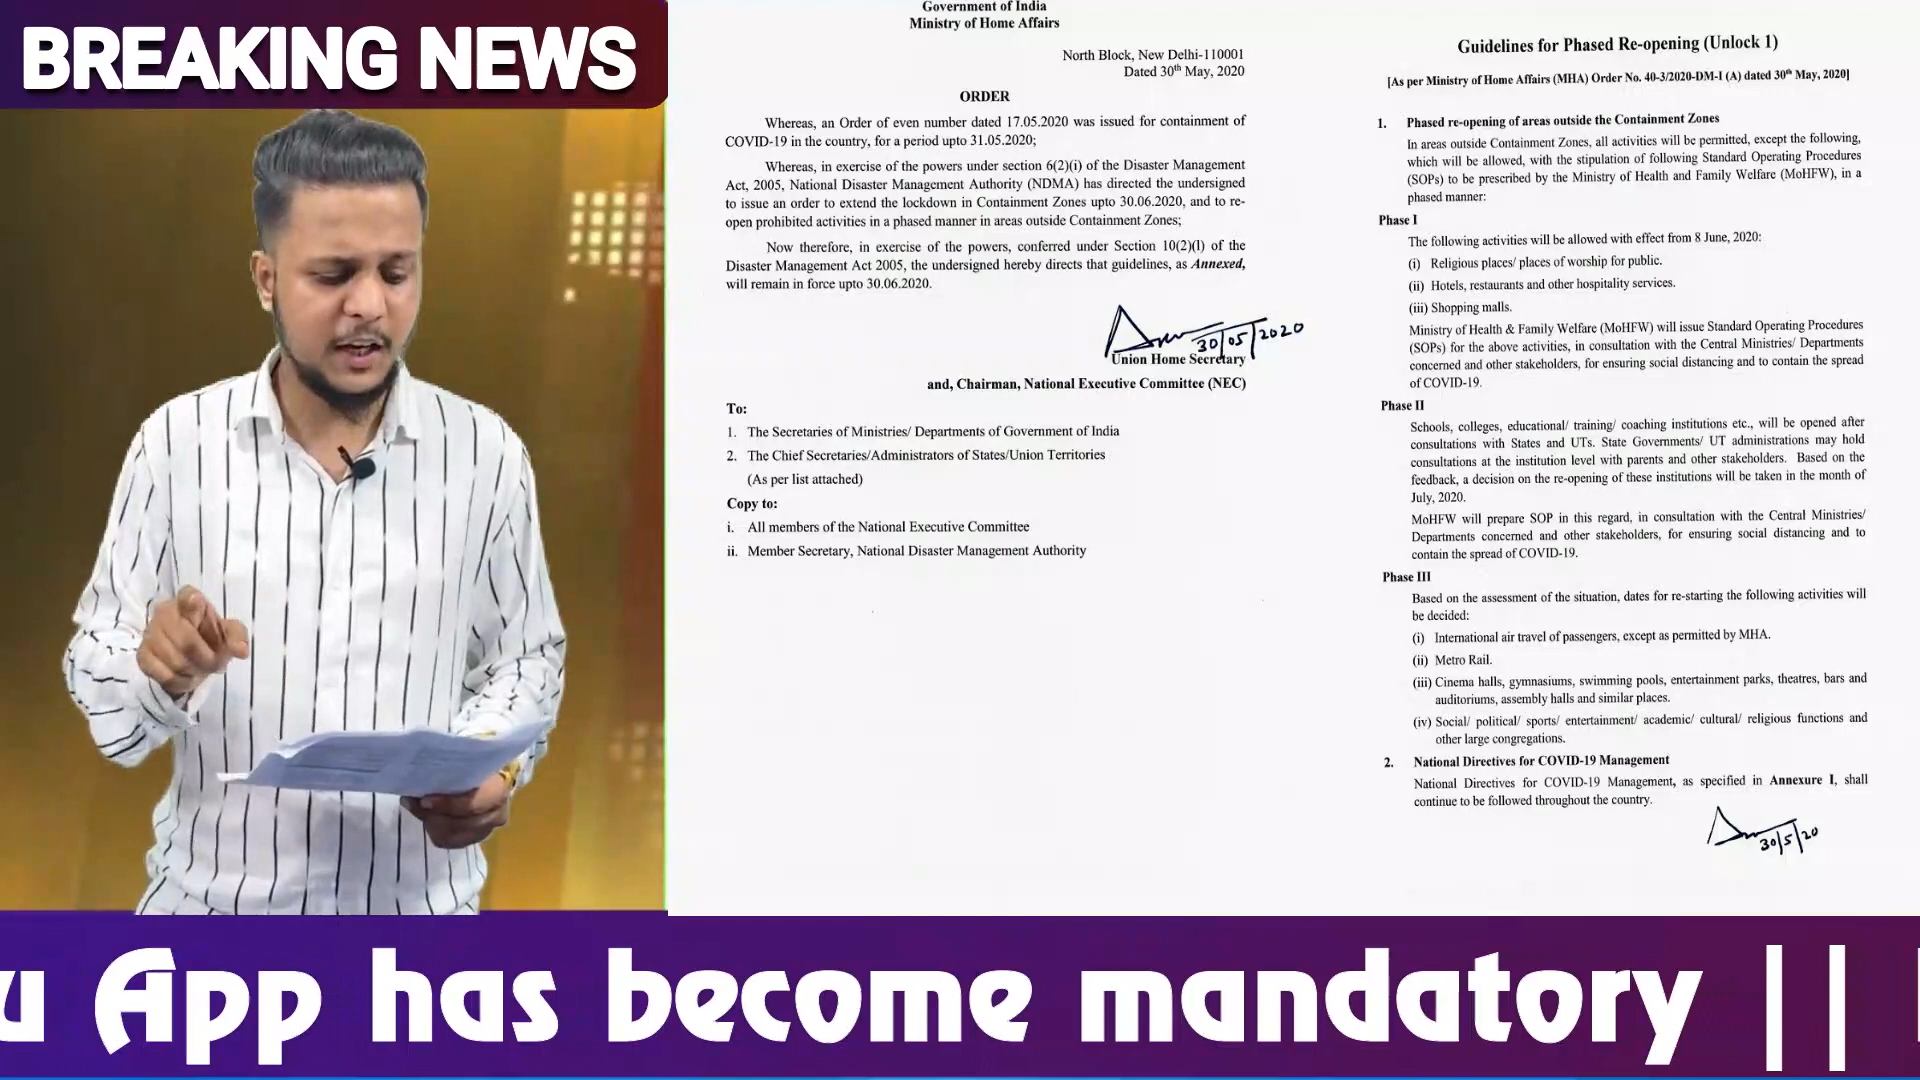 BREAKING NEWS
Government of India
Ministry of Home Affairs
North Block, New Delhi-110001
Dated 30th May, 2020
ORDER
Whereas, an Order of even number dated 17.05.2020 was issued for containment of
COVID-19 in the country, for a period upto 31.05.2020;
Whereas, in exercise of the powers under section 6(2)(i) of the Disaster Management
Act, 2005, National Disaster Management Authority (NDMA) has directed the undersigned
to issue an order to extend the lockdown in Containment Zones upto 30.06.2020, and to re-
open prohibited activities in a phased manner in areas outside Containment Zones;
Now therefore, in exercise of the powers, conferred under Section 10(2)(l) of the
Disaster Management Act 2005, the undersigned hereby directs that guidelines, as Annexed,
will remain in force upto 30.06.2020.
30/05/2020
Union Home Secretary
and, Chairman, National Executive Committee (NEC)
To:
1. The Secretaries of Ministries/ Departments of Government of India
2. The Chief Secretaries/Administrators of States/Union Territories
(As per list attached)
Copy to:
i. All members of the National Executive Committee
ii. Member Secretary, National Disaster Management Authority
Guidelines for Phased Re-opening (Unlock 1)
[As per Ministry of Home Affairs (MHA) Order No. 40-3/2020-DM-I (A) dated 30th May, 2020]
1. Phased re-opening of areas outside the Containment Zones
In areas outside Containment Zones, all activities will be permitted, except the following,
which will be allowed, with the stipulation of following Standard Operating Procedures
(SOPs) to be prescribed by the Ministry of Health and Family Welfare (MoHFW), in a
phased manner:
Phase I
The following activities will be allowed with effect from 8 June, 2020:
(i) Religious places/ places of worship for public.
(ii) Hotels, restaurants and other hospitality services.
(iii) Shopping malls.
Ministry of Health & Family Welfare (MoHFW) will issue Standard Operating Procedures
(SOPs) for the above activities, in consultation with the Central Ministries/ Departments
concerned and other stakeholders, for ensuring social distancing and to contain the spread
of COVID-19.
Phase II
Schools, colleges, educational/ training/ coaching institutions etc., will be opened after
consultations with States and UTs. State Governments/ UT administrations may hold
consultations at the institution level with parents and other stakeholders. Based on the
feedback, a decision on the re-opening of these institutions will be taken in the month of
July, 2020.
MoHFW will prepare SOP in this regard, in consultation with the Central Ministries/
Departments concerned and other stakeholders, for ensuring social distancing and to
contain the spread of COVID-19.
Phase III
Based on the assessment of the situation, dates for re-starting the following activities will
be decided:
(i) International air travel of passengers, except as permitted by MHA.
(ii) Metro Rail.
(iii) Cinema halls, gymnasiums, swimming pools, entertainment parks, theatres, bars and
auditoriums, assembly halls and similar places.
(iv) Social/ political/ sports/ entertainment/ academic/ cultural/ religious functions and
other large congregations.
2. National Directives for COVID-19 Management
National Directives for COVID-19 Management, as specified in Annexure I, shall
continue to be followed throughout the country.
30/5/20
u App has become mandatory ||